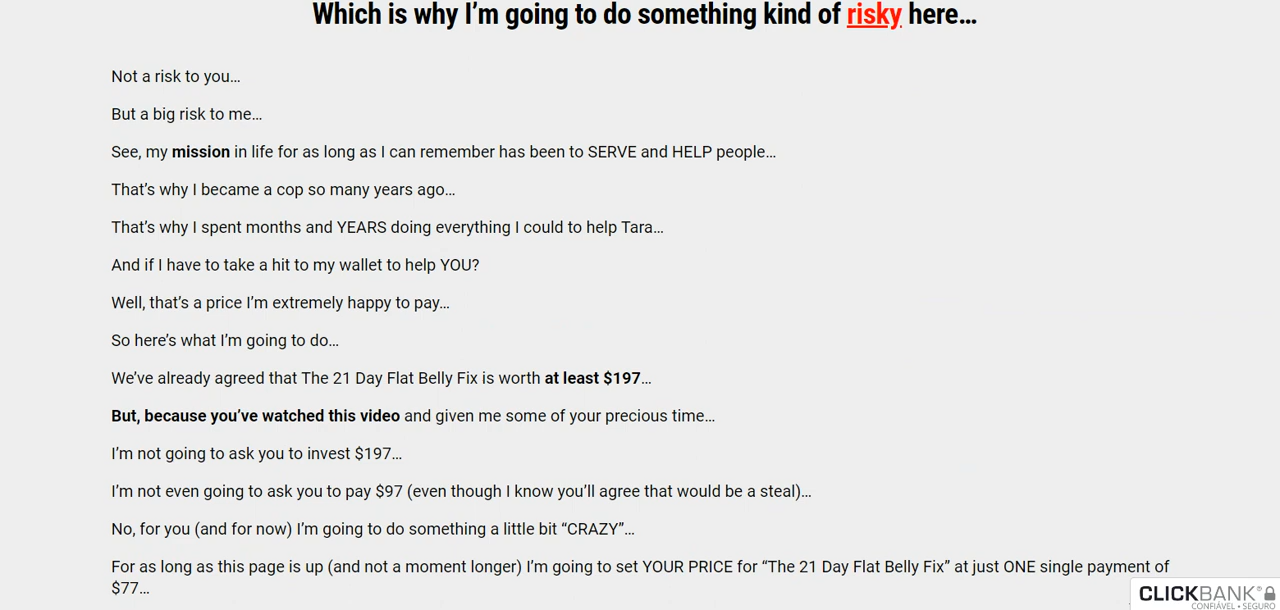 Which is why I’m going to do something kind of risky here…
Not a risk to you…
But a big risk to me…
See, my mission in life for as long as I can remember has been to SERVE and HELP people…
That’s why I became a cop so many years ago…
That’s why I spent months and YEARS doing everything I could to help Tara…
And if I have to take a hit to my wallet to help YOU?
Well, that’s a price I’m extremely happy to pay…
So here’s what I’m going to do…
We’ve already agreed that The 21 Day Flat Belly Fix is worth at least $197…
But, because you’ve watched this video and given me some of your precious time…
I’m not going to ask you to invest $197…
I’m not even going to ask you to pay $97 (even though I know you’ll agree that would be a steal)…
No, for you (and for now) I’m going to do something a little bit “CRAZY”…
For as long as this page is up (and not a moment longer) I’m going to set YOUR PRICE for “The 21 Day Flat Belly Fix” at just ONE single payment of
$77…
CLICKBANK®
CONFIÁVEL • SEGURO